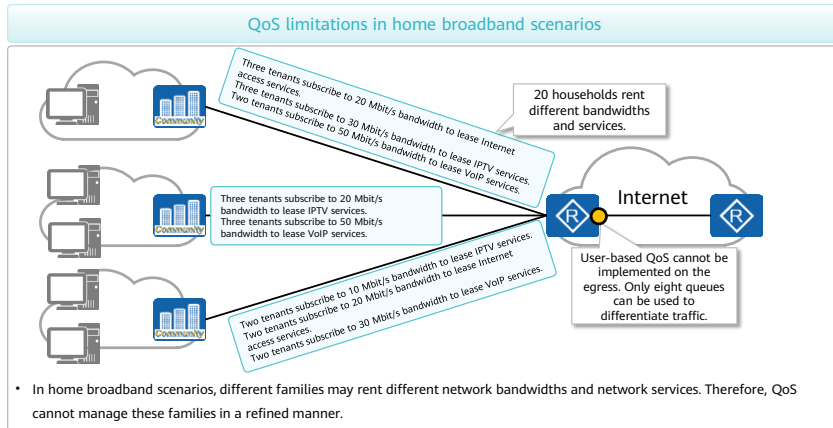 QoS limitations in home broadband scenarios
Three tenants subscribe to 20 Mbit/s bandwidth to lease Internet
access services.
Three tenants subscribe to 30 Mbit/s bandwidth to lease IPTV services.
Two tenants subscribe to 50 Mbit/s bandwidth to lease VoIP services.
20 households rent
different bandwidths
and services.
Community
Three tenants subscribe to 20 Mbit/s
bandwidth to lease IPTV services.
Three tenants subscribe to 50 Mbit/s
bandwidth to lease VoIP services.
Community
R
Internet
R
User-based QoS cannot be
implemented on the
egress. Only eight queues
can be used to
differentiate traffic.
Two tenants subscribe to 10 Mbit/s bandwidth to lease IPTV services.
Two tenants subscribe to 20 Mbit/s bandwidth to lease Internet
access services.
Two tenants subscribe to 30 Mbit/s bandwidth to lease VoIP services.
Community
• In home broadband scenarios, different families may rent different network bandwidths and network services. Therefore, QoS
cannot manage these families in a refined manner.